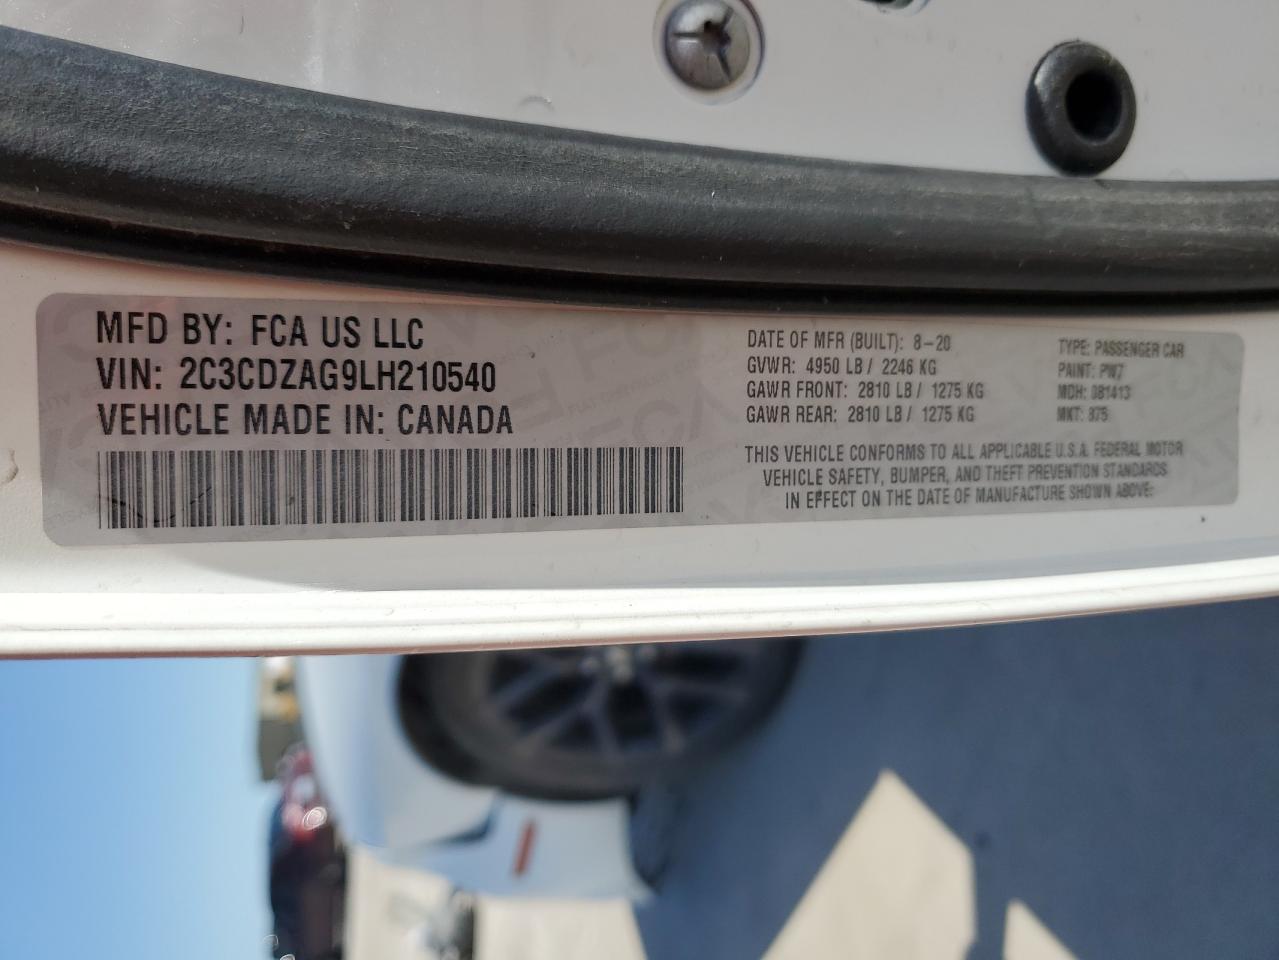 MFD BY: FCA US LLC
VIN: 2C3CDZAG9LH210540
VEHICLE MADE IN: CANADA
DATE OF MFR (BUILT): 8-20
GVWR: 4950 LB / 2246 KG
GAWR FRONT: 2810 LB / 1275 KG
GAWR REAR: 2810 LB / 1275 KG
TYPE: PASSENGER CAR
PAINT: PW7
MDH: 081413
MKT: 875
THIS VEHICLE CONFORMS TO ALL APPLICABLE U.S.A. FEDERAL MOTOR
VEHICLE SAFETY, BUMPER, AND THEFT PREVENTION STANDARDS
IN EFFECT ON THE DATE OF MANUFACTURE SHOWN ABOVE: